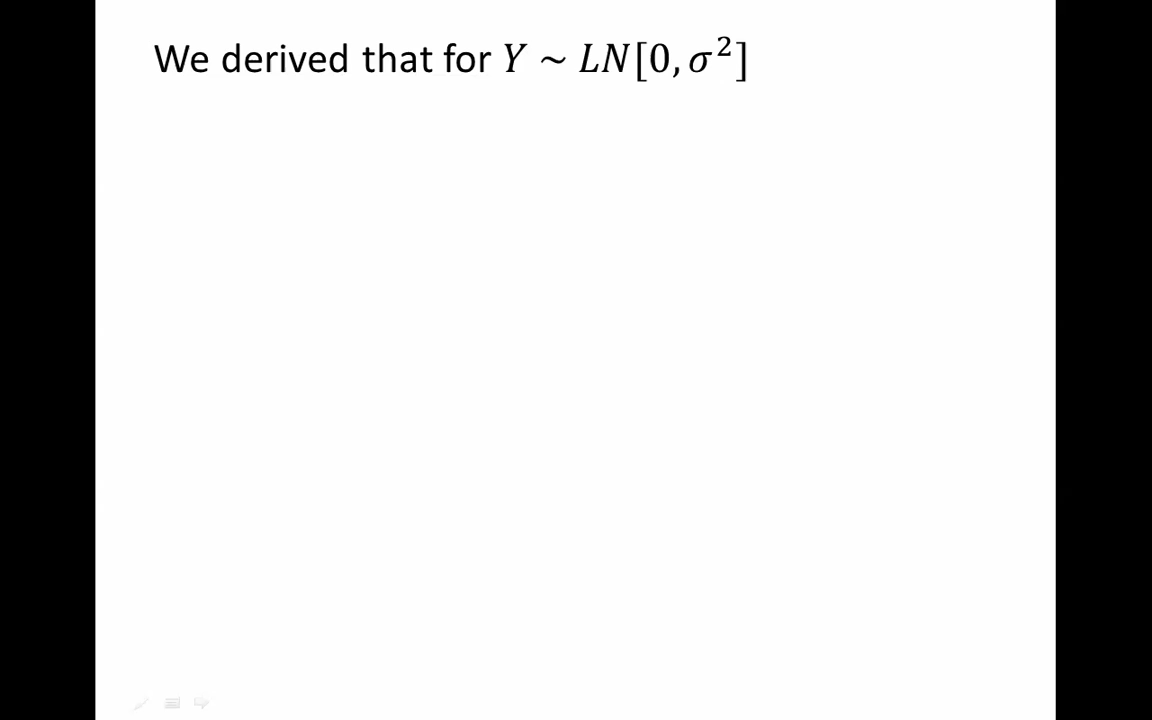 We derived that for 𝑌 ~ 𝐿𝑁[0, 𝜎²]